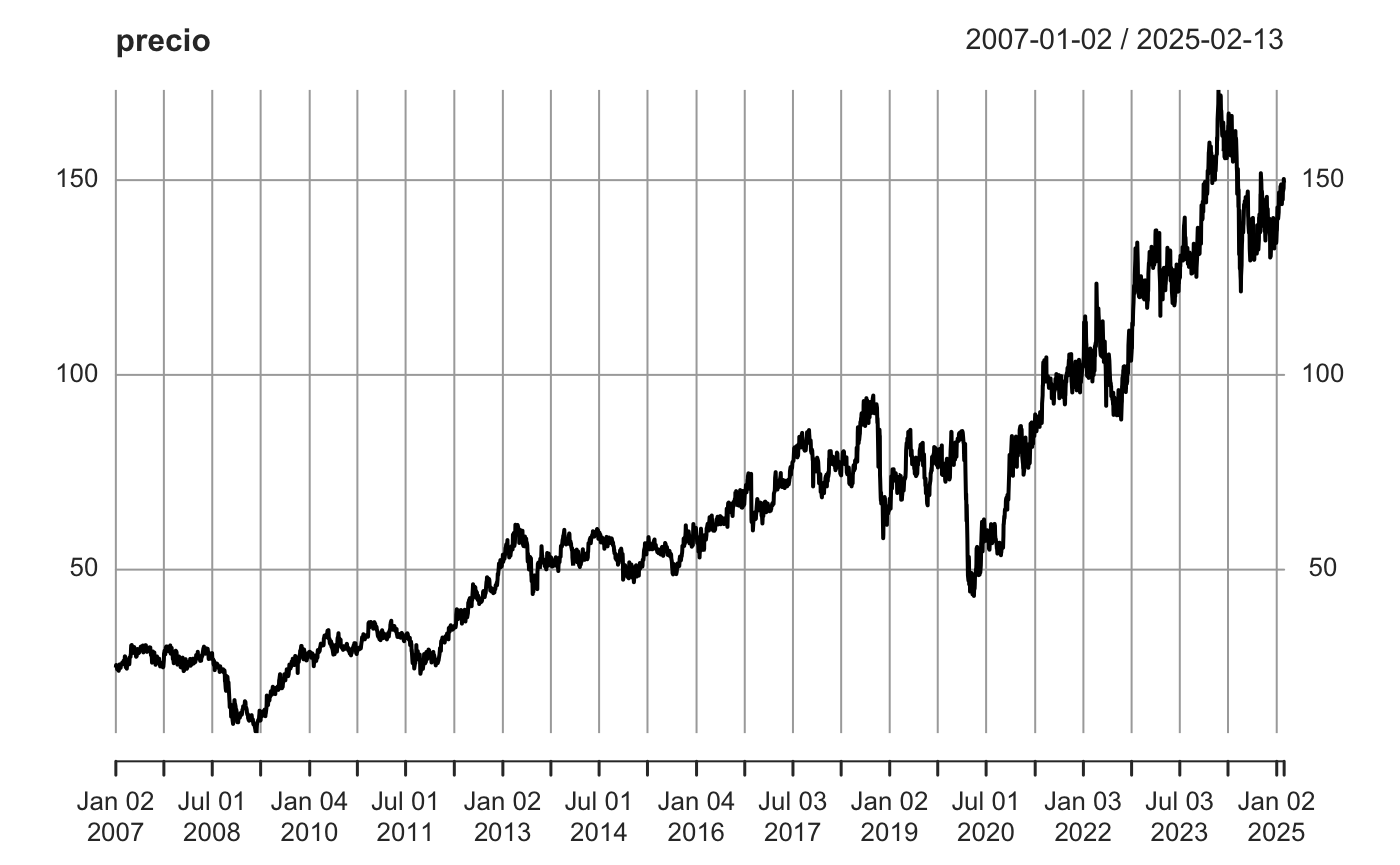 precio 2007-01-02 / 2025-02-13
150 150
100 100
50 50
Jan 02 Jul 01 Jan 04 Jul 01 Jan 02 Jul 01 Jan 04 Jul 03 Jan 02 Jul 01 Jan 03 Jul 03 Jan 02
2007 2008 2010 2011 2013 2014 2016 2017 2019 2020 2022 2023 2025